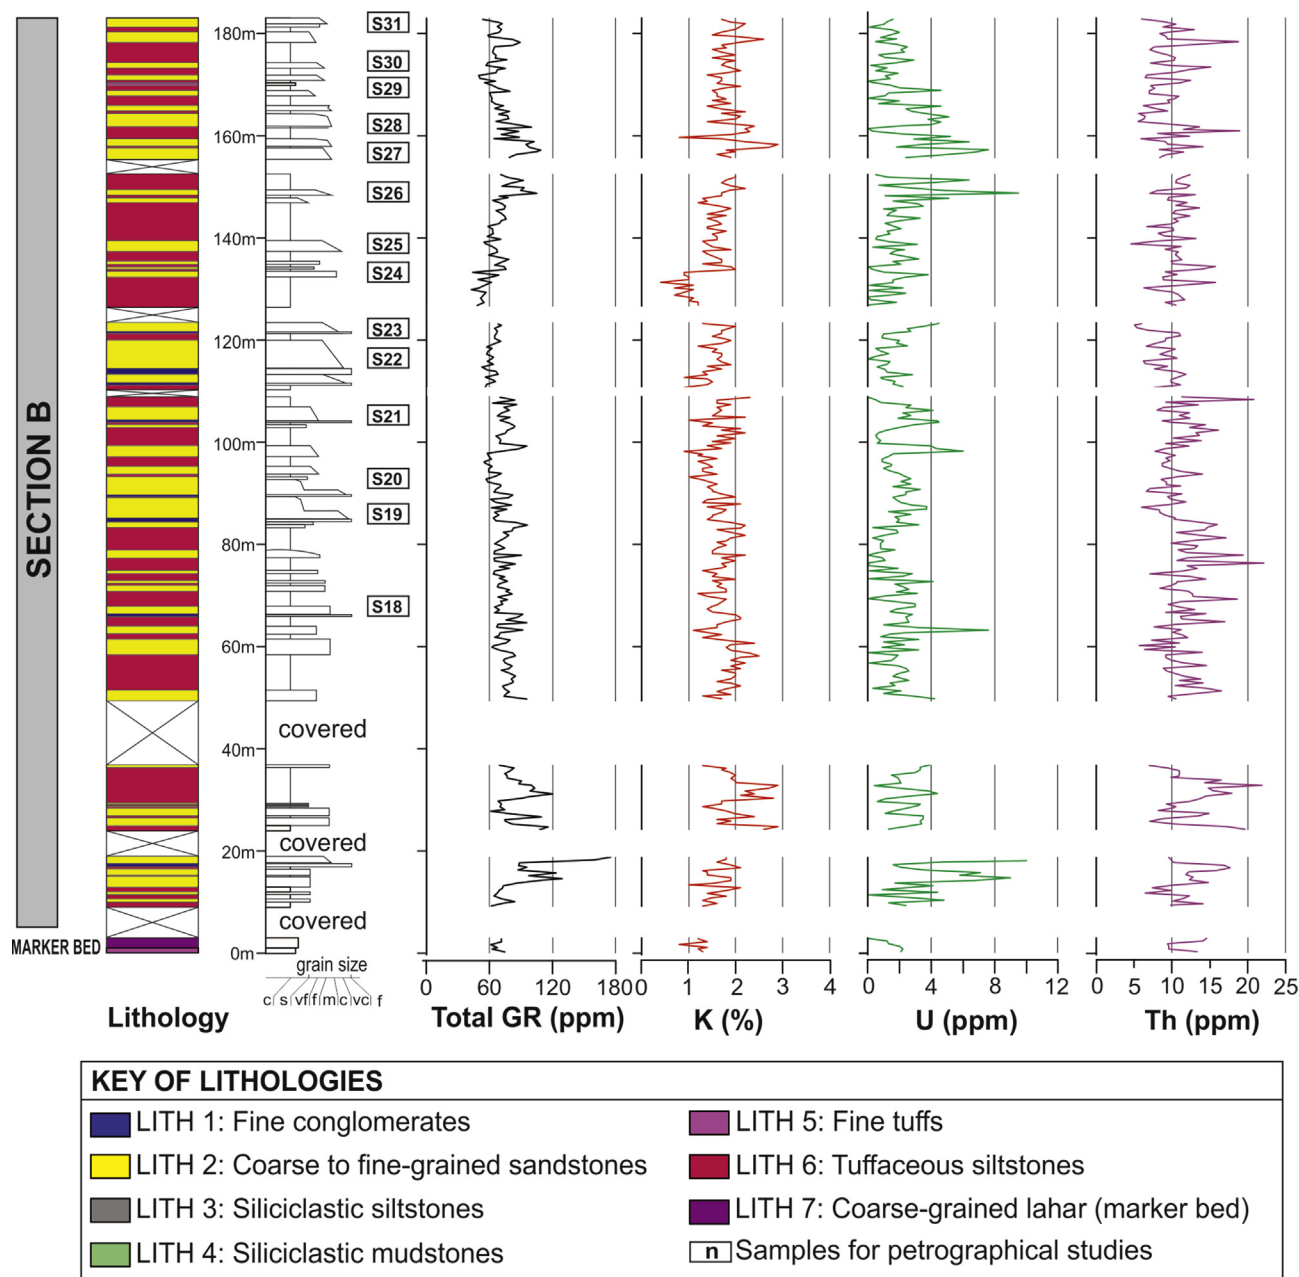 SECTION B
MARKER BED
180m
160m
140m
120m
100m
80m
60m
40m
20m
0m
S31
S30
S29
S28
S27
S26
S25
S24
S23
S22
S21
S20
S19
S18
covered
covered
covered
grain size
c s vf f m c vc f
Lithology
0 60 120 180
Total GR (ppm)
0 1 2 3 4
K (%)
0 4 8 12
U (ppm)
0 5 10 15 20 25
Th (ppm)
KEY OF LITHOLOGIES
LITH 1: Fine conglomerates
LITH 2: Coarse to fine-grained sandstones
LITH 3: Siliciclastic siltstones
LITH 4: Siliciclastic mudstones
LITH 5: Fine tuffs
LITH 6: Tuffaceous siltstones
LITH 7: Coarse-grained lahar (marker bed)
n Samples for petrographical studies